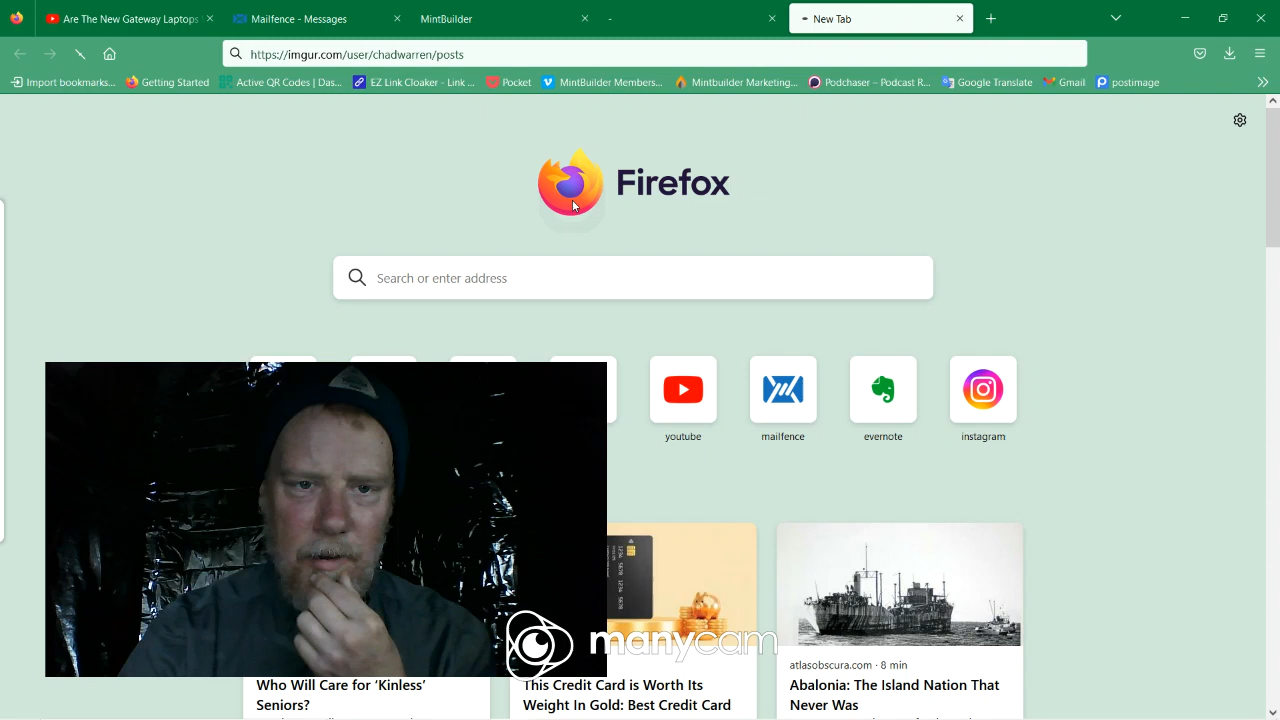 Are The New Gateway Laptops
Mailfence - Messages
MintBuilder
-
New Tab
https://imgur.com/user/chadwarren/posts
Import bookmarks...
Getting Started
Active QR Codes | Das...
EZ Link Cloaker - Link ...
Pocket
MintBuilder Members...
Mintbuilder Marketing...
Podchaser – Podcast R...
Google Translate
Gmail
postimage
Firefox
Search or enter address
youtube
mailfence
evernote
instagram
manycam
atlasobscura.com · 8 min
Who Will Care for ‘Kinless’
Seniors?
This Credit Card is Worth Its
Weight In Gold: Best Credit Card
Abalonia: The Island Nation That
Never Was